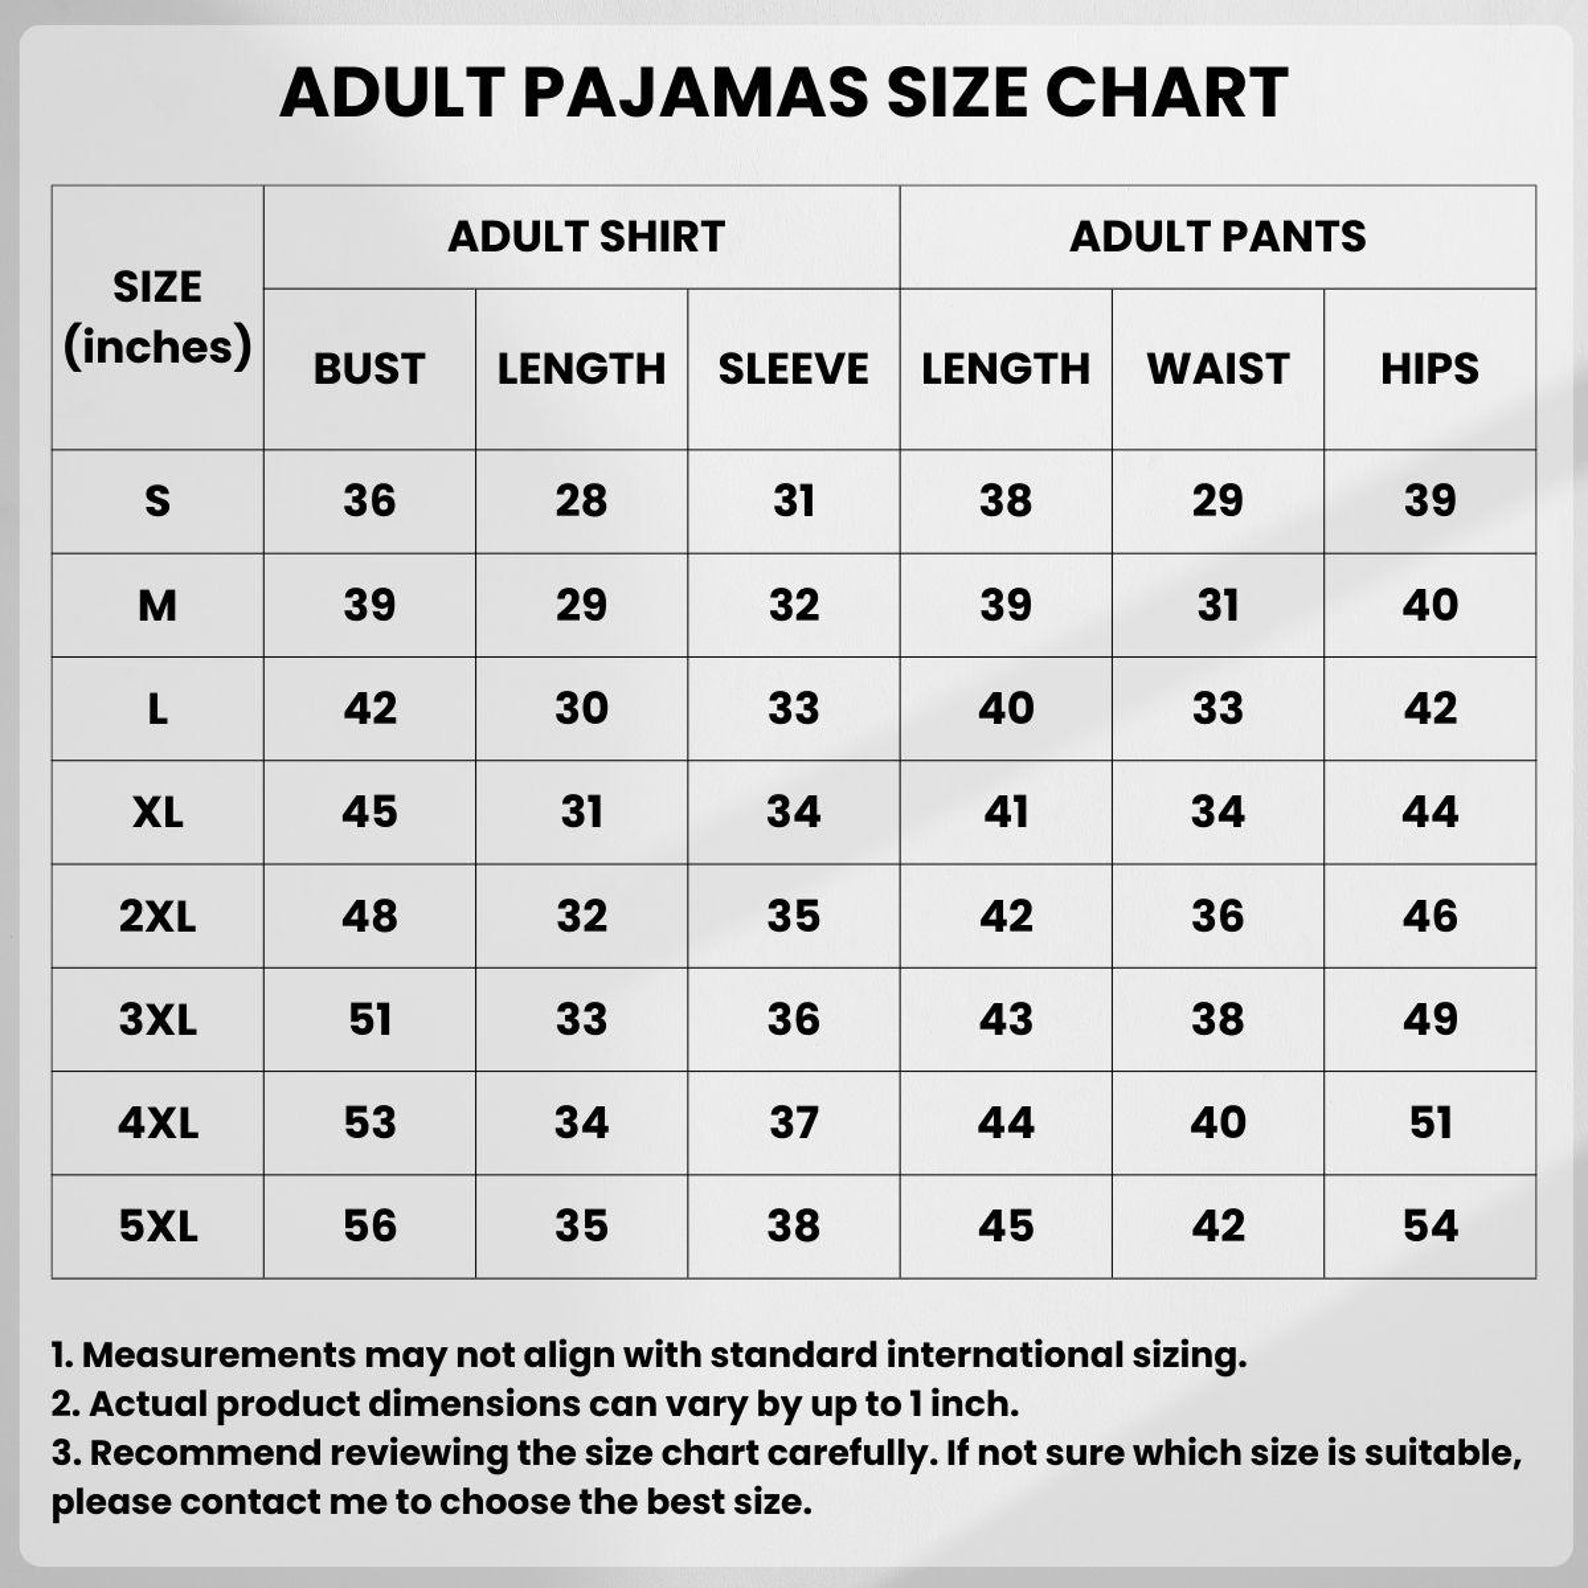 ADULT PAJAMAS SIZE CHART
SIZE
(inches)
ADULT SHIRT ADULT PANTS
BUST LENGTH SLEEVE LENGTH WAIST HIPS
S 36 28 31 38 29 39
M 39 29 32 39 31 40
L 42 30 33 40 33 42
XL 45 31 34 41 34 44
2XL 48 32 35 42 36 46
3XL 51 33 36 43 38 49
4XL 53 34 37 44 40 51
5XL 56 35 38 45 42 54
1. Measurements may not align with standard international sizing.
2. Actual product dimensions can vary by up to 1 inch.
3. Recommend reviewing the size chart carefully. If not sure which size is suitable,
please contact me to choose the best size.